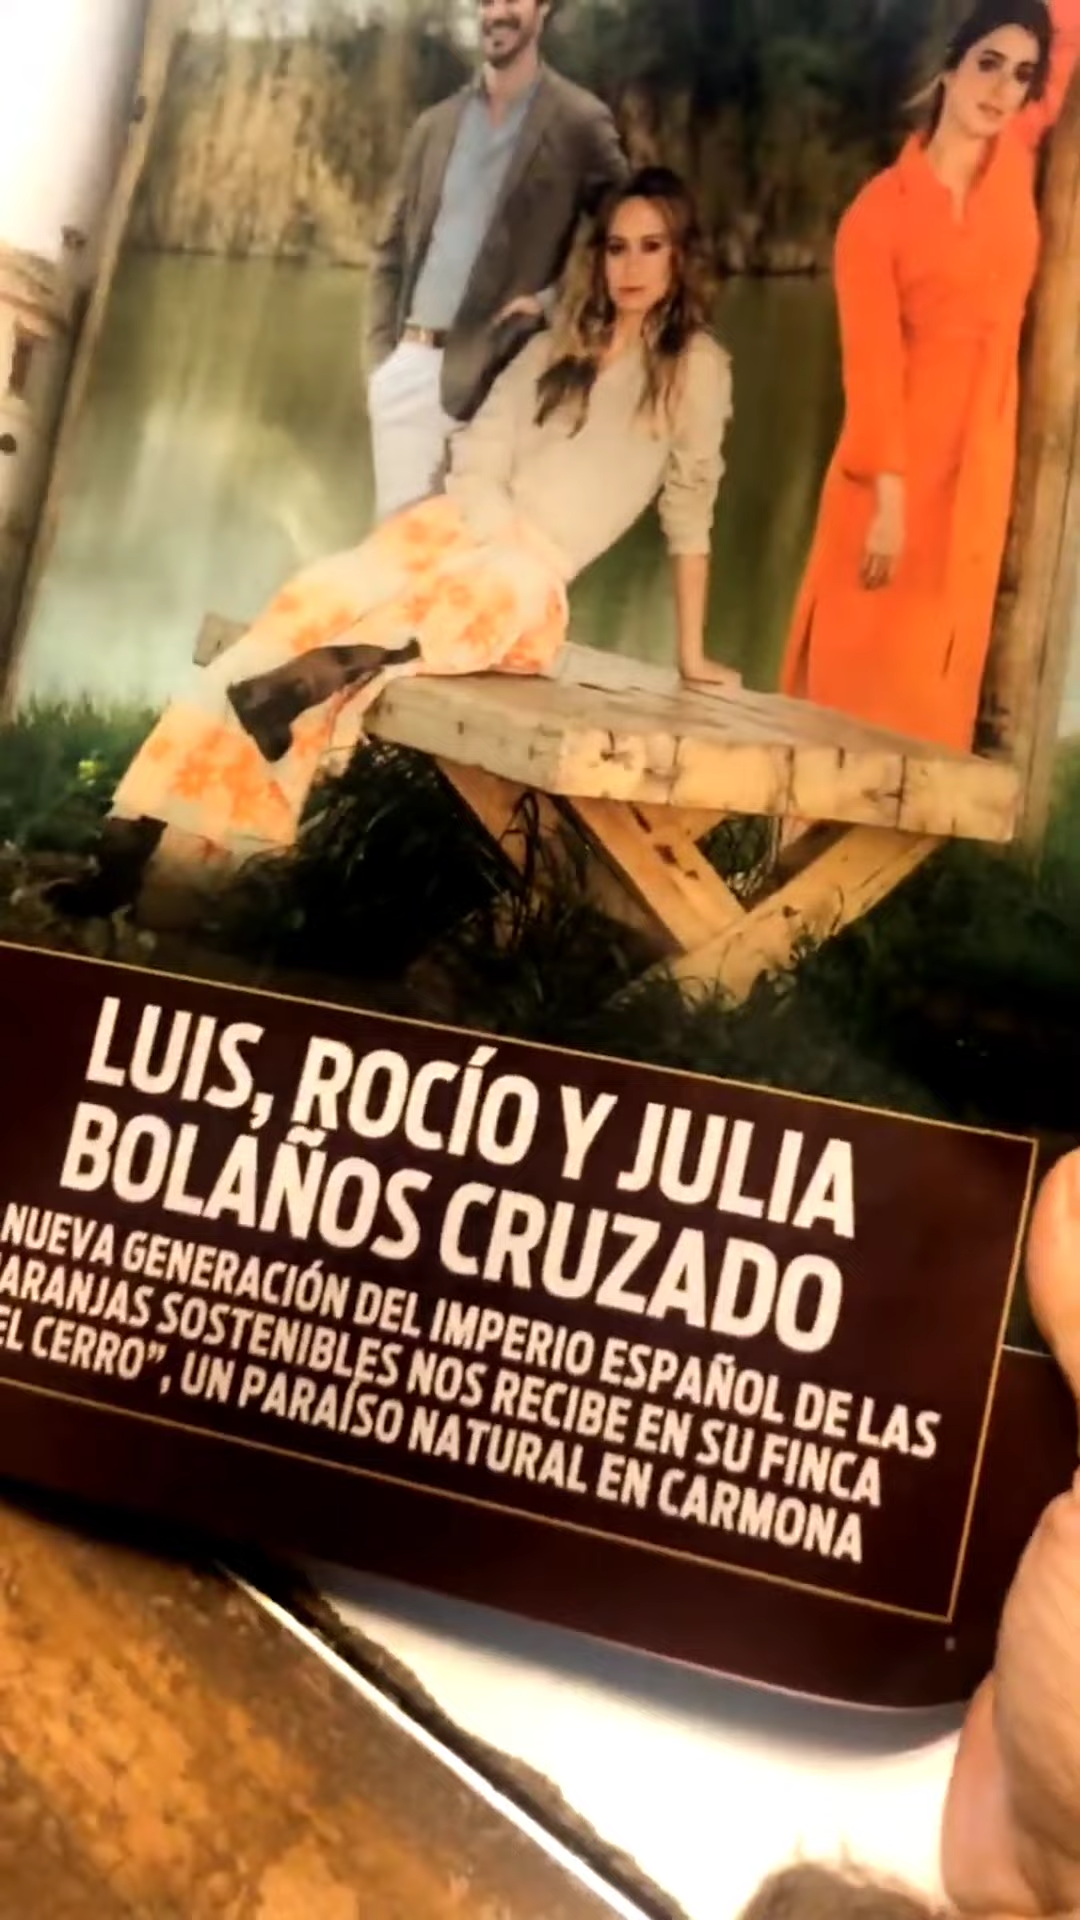 LUIS, ROCÍO Y JULIA
BOLAÑOS CRUZADO
NUEVA GENERACIÓN DEL IMPERIO ESPAÑOL DE LAS
ARANJAS SOSTENIBLES NOS RECIBE EN SU FINCA
EL CERRO”, UN PARAÍSO NATURAL EN CARMONA